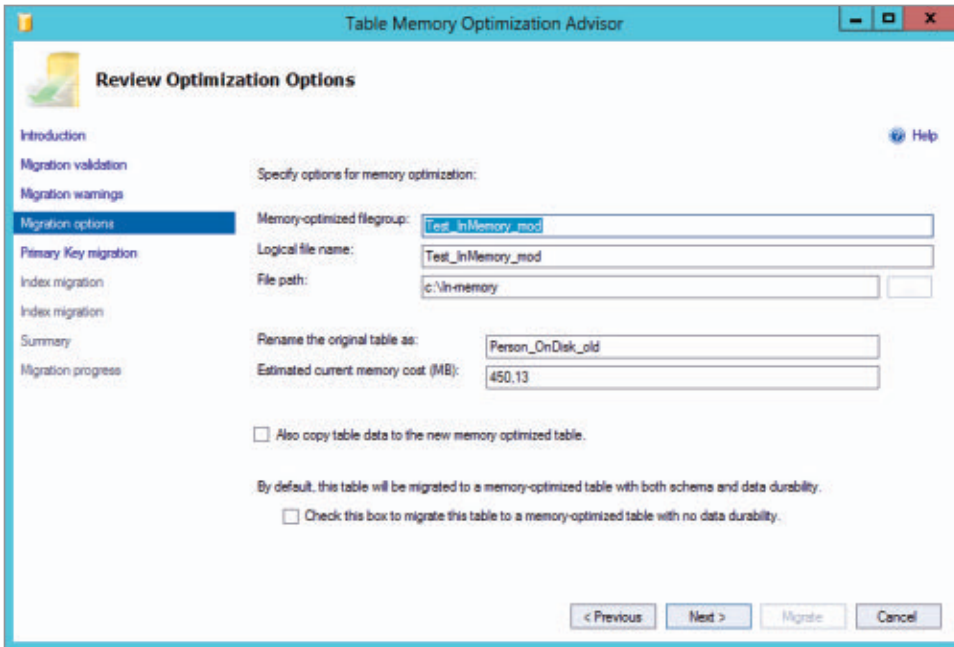 Table Memory Optimization Advisor
Review Optimization Options
Introduction
Help
Migration validation
Migration warnings
Migration options
Primary Key migration
Index migration
Index migration
Summary
Migration progress
Specify options for memory optimization:
Memory-optimized filegroup: Test_InMemory_mod
Logical file name: Test_InMemory_mod
File path: c:\In-memory
Rename the original table as: Person_OnDisk_old
Estimated current memory cost (MB): 450,13
Also copy table data to the new memory optimized table.
By default, this table will be migrated to a memory-optimized table with both schema and data durability.
Check this box to migrate this table to a memory-optimized table with no data durability.
< Previous Next > Migrate Cancel